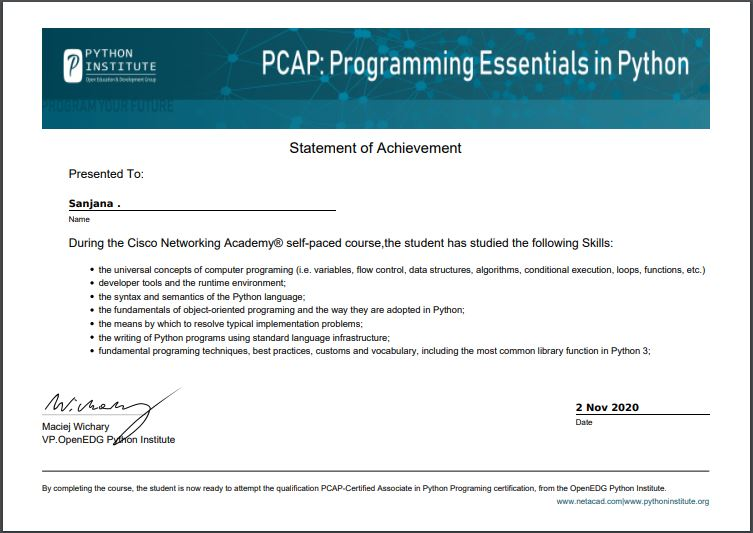 PYTHON
INSTITUTE
Open Education & Development Group
PCAP: Programming Essentials in Python
PROGRAM YOUR FUTURE
Statement of Achievement
Presented To:
Sanjana .
Name
During the Cisco Networking Academy® self-paced course,the student has studied the following Skills:
• the universal concepts of computer programing (i.e. variables, flow control, data structures, algorithms, conditional execution, loops, functions, etc.)
• developer tools and the runtime environment;
• the syntax and semantics of the Python language;
• the fundamentals of object-oriented programing and the way they are adopted in Python;
• the means by which to resolve typical implementation problems;
• the writing of Python programs using standard language infrastructure;
• fundamental programing techniques, best practices, customs and vocabulary, including the most common library function in Python 3;
W. Wichary
Maciej Wichary
VP.OpenEDG Python Institute
2 Nov 2020
Date
By completing the course, the student is now ready to attempt the qualification PCAP-Certified Associate in Python Programing certification, from the OpenEDG Python Institute.
www.netacad.com|www.pythoninstitute.org